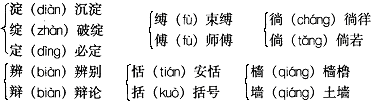 淀（diàn）沉淀 缚（fù）束缚 徜（cháng）徜徉
绽（zhàn）破绽 傅（fù）师傅 倘（tǎng）倘若
定（dīng）必定
辨（biàn）辨别 恬（tián）安恬 樯（qiáng）樯橹
辩（biàn）辩论 括（kuò）括号 墙（qiáng）土墙